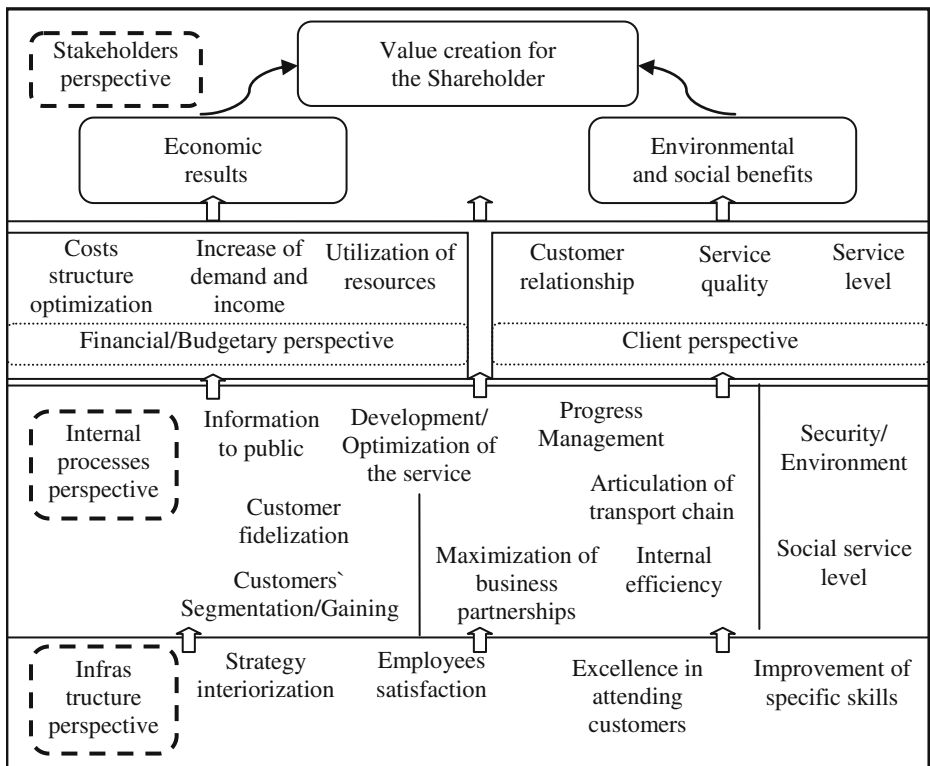 Stakeholders
perspective
Value creation for
the Shareholder
Economic
results
Environmental
and social benefits
Costs
structure
optimization
Increase of
demand and
income
Utilization of
resources
Customer
relationship
Service
quality
Service
level
Financial/Budgetary perspective
Client perspective
Internal
processes
perspective
Information
to public
Development/
Optimization of
the service
Progress
Management
Security/
Environment
Articulation of
transport chain
Customer
fidelization
Maximization of
business
partnerships
Internal
efficiency
Social service
level
Customers`
Segmentation/Gaining
Infras
tructure
perspective
Strategy
interiorization
Employees
satisfaction
Excellence in
attending
customers
Improvement of
specific skills